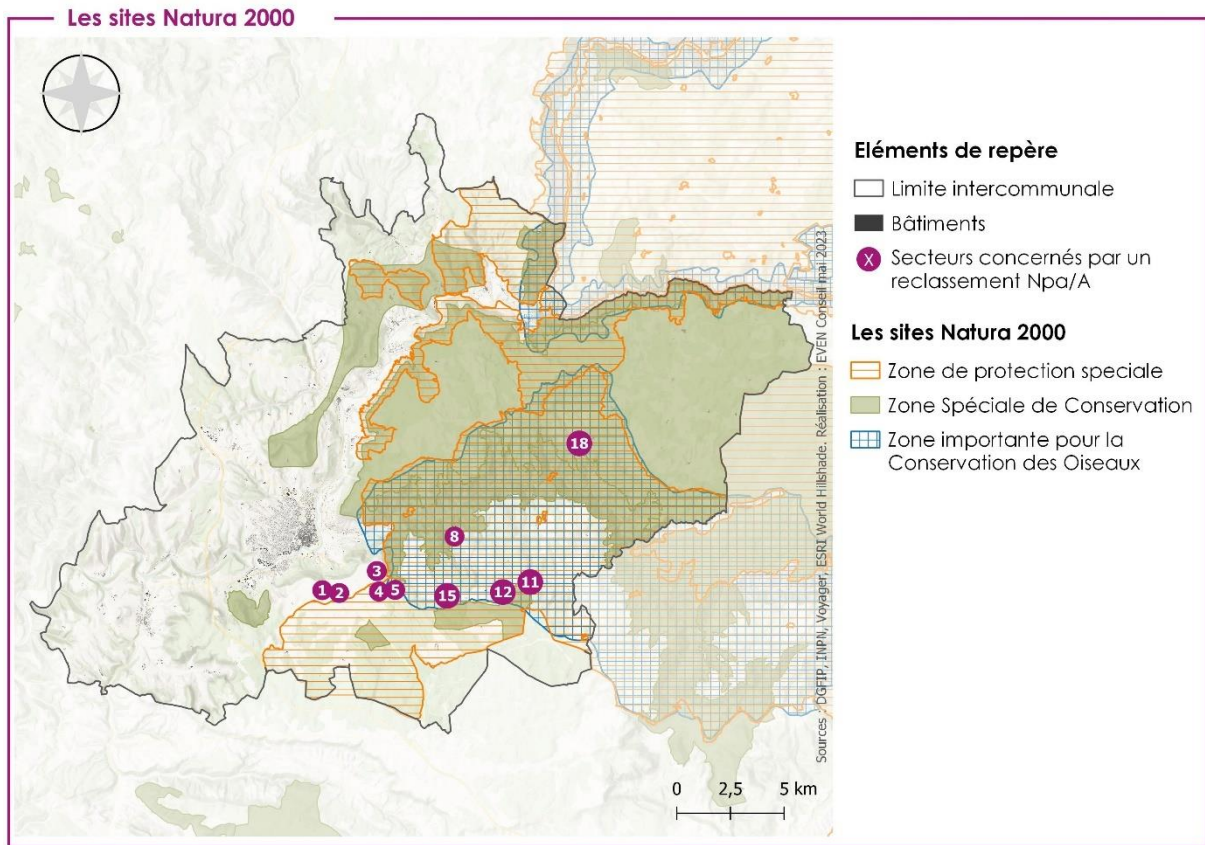 Les sites Natura 2000
Eléments de repère
Limite intercommunale
Bâtiments
X Secteurs concernés par un
reclassement Npa/A
Les sites Natura 2000
Zone de protection speciale
Zone Spéciale de Conservation
Zone importante pour la
Conservation des Oiseaux
18
8
3
11
1
2
4
5
15
12
0 2,5 5 km
Sources : DGFIP, INPN, Voyager, ESRI World Hillshade. Réalisation : EVEN Conseil mai 2023